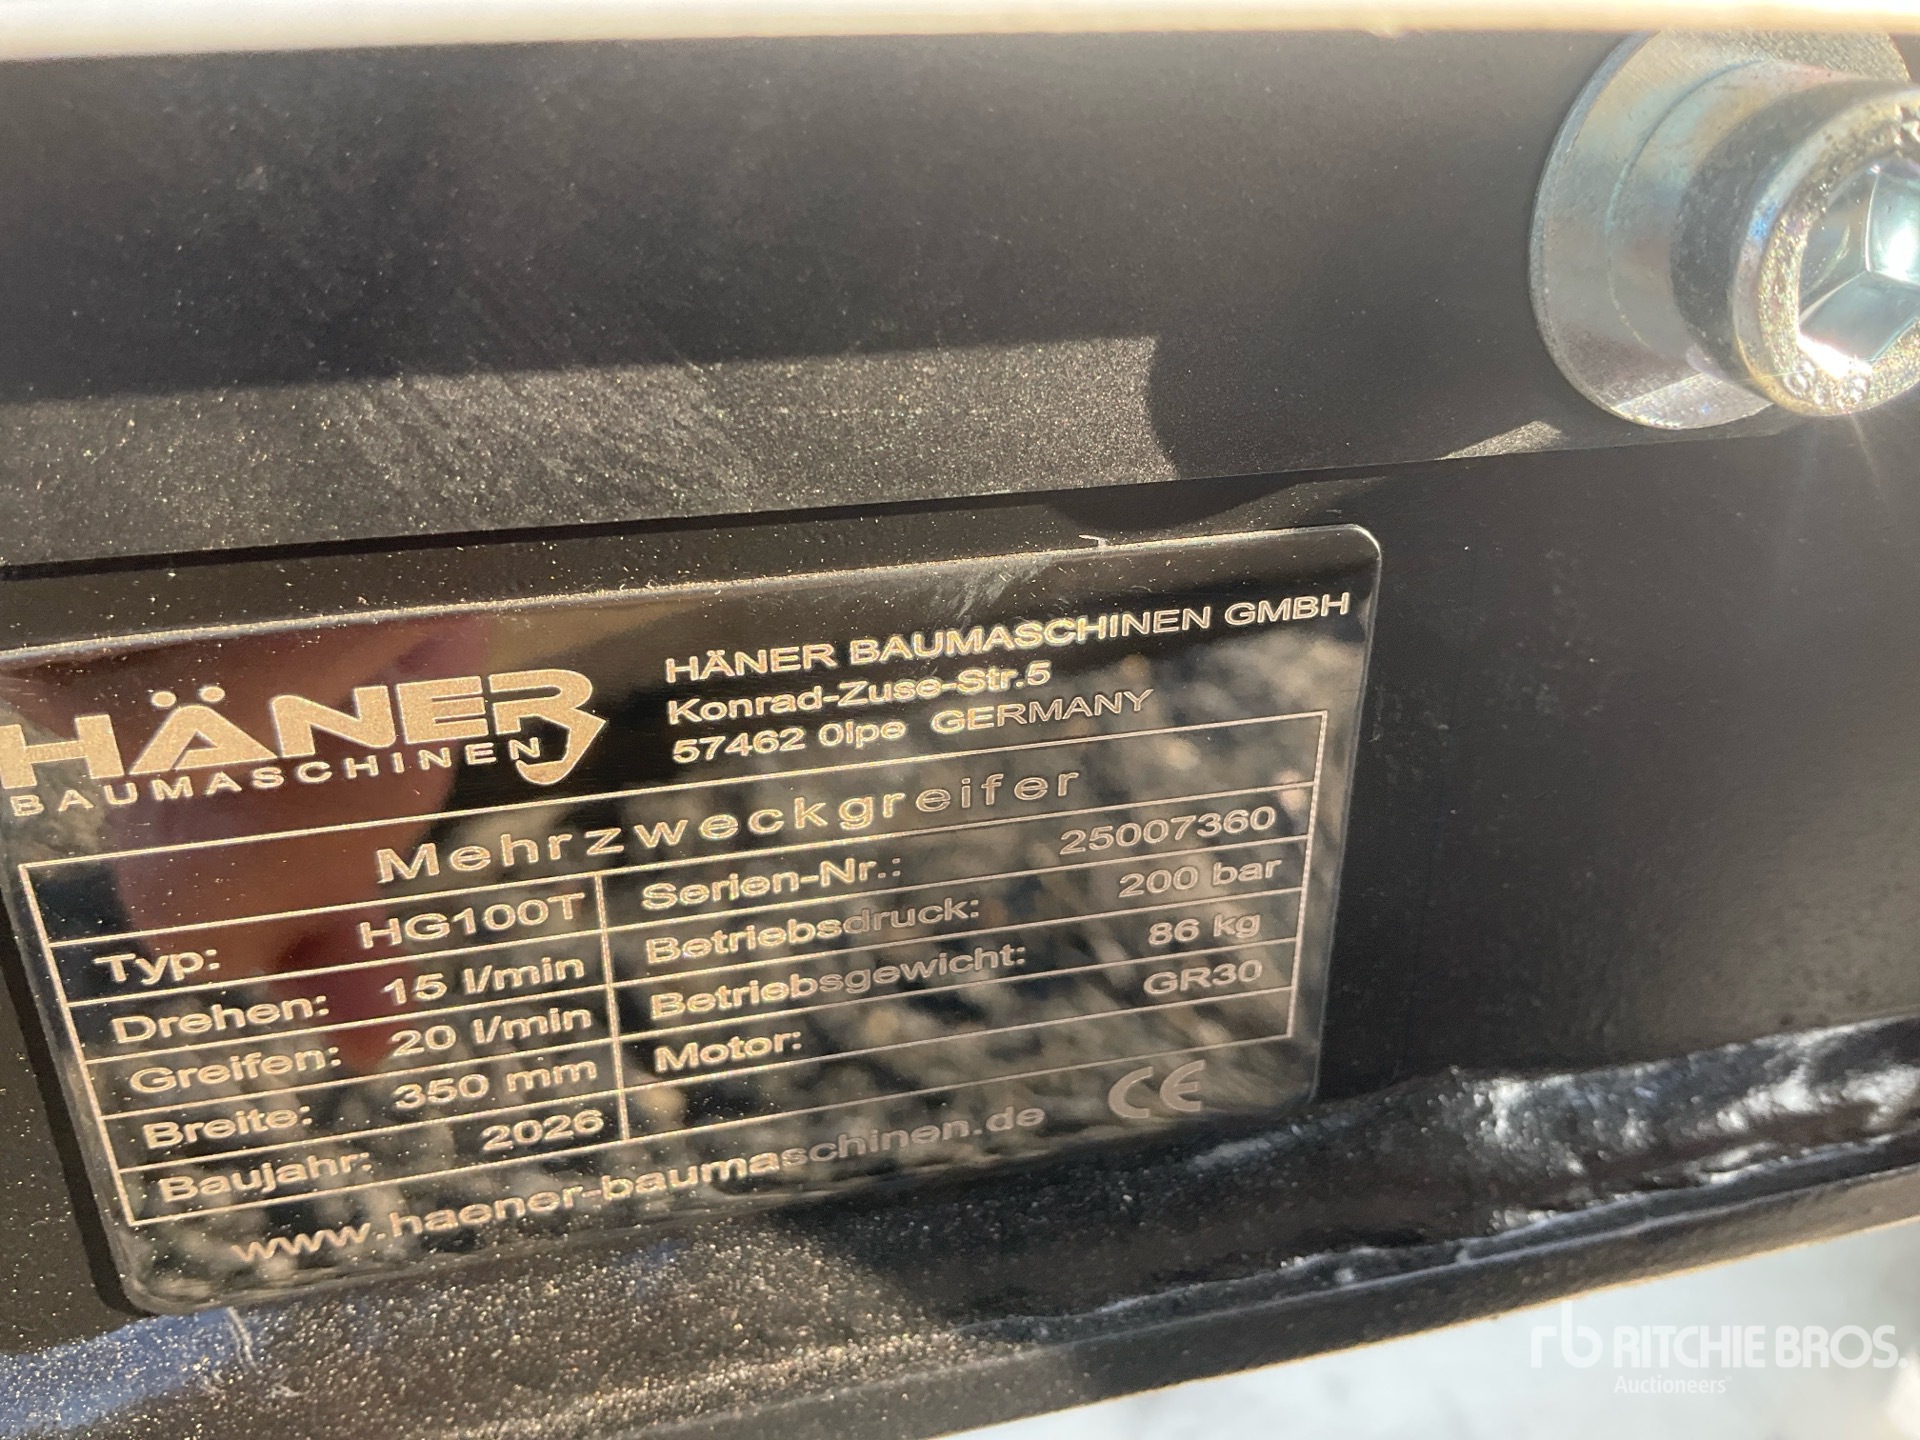 HÄNER
BAUMASCHINEN
HÄNER BAUMASCHINEN GMBH
Konrad-Zuse-Str.5
57462 Olpe GERMANY
Mehrzweckgreifer
Typ: HG100T
Serien-Nr.: 25007360
Drehen: 15 l/min
Betriebsdruck: 200 bar
Greifen: 20 l/min
Betriebsgewicht: 86 kg
Breite: 350 mm
Motor: GR30
Baujahr: 2026
www.haener-baumaschinen.de CE
rb RITCHIE BROS.
Auctioneers